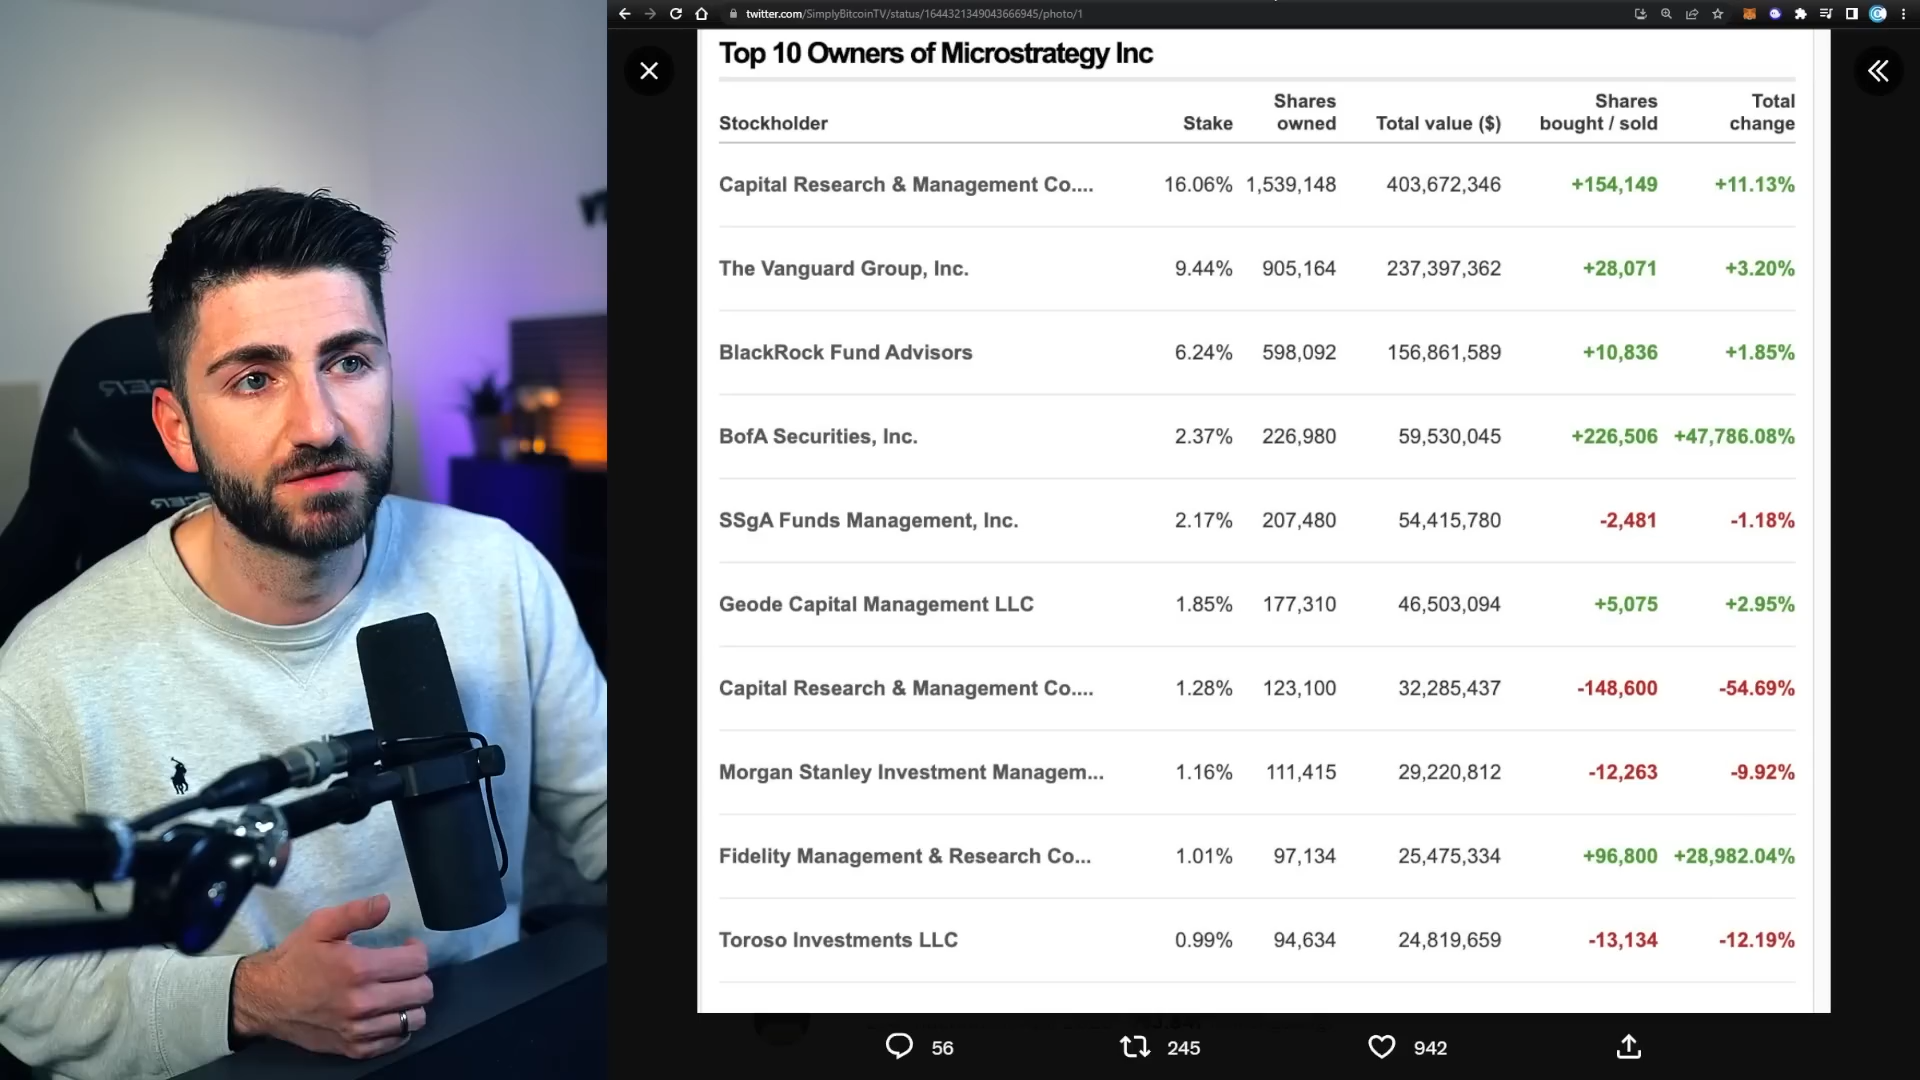 twitter.com/SimplyBitcoinTV/status/1644321349043666945/photo/1
Top 10 Owners of Microstrategy Inc
Stockholder Stake Shares owned Total value ($) Shares bought / sold Total change
Capital Research & Management Co.... 16.06% 1,539,148 403,672,346 +154,149 +11.13%
The Vanguard Group, Inc. 9.44% 905,164 237,397,362 +28,071 +3.20%
BlackRock Fund Advisors 6.24% 598,092 156,861,589 +10,836 +1.85%
BofA Securities, Inc. 2.37% 226,980 59,530,045 +226,506 +47,786.08%
SSgA Funds Management, Inc. 2.17% 207,480 54,415,780 -2,481 -1.18%
Geode Capital Management LLC 1.85% 177,310 46,503,094 +5,075 +2.95%
Capital Research & Management Co.... 1.28% 123,100 32,285,437 -148,600 -54.69%
Morgan Stanley Investment Managem... 1.16% 111,415 29,220,812 -12,263 -9.92%
Fidelity Management & Research Co... 1.01% 97,134 25,475,334 +96,800 +28,982.04%
Toroso Investments LLC 0.99% 94,634 24,819,659 -13,134 -12.19%
56 245 942